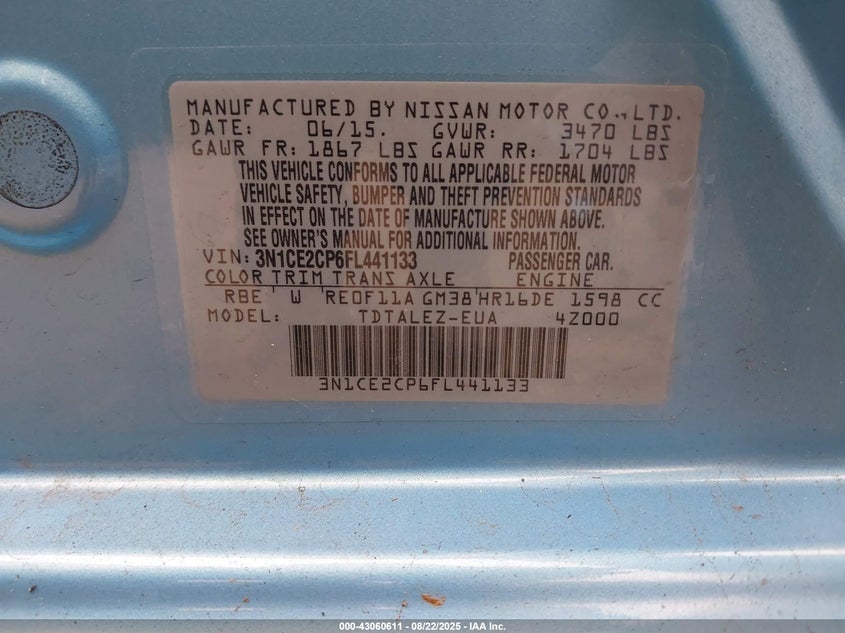 MANUFACTURED BY NISSAN MOTOR CO.,LTD.
DATE: 06/15. GVWR: 3470 LBS
GAWR FR: 1867 LBS GAWR RR: 1704 LBS
THIS VEHICLE CONFORMS TO ALL APPLICABLE FEDERAL MOTOR
VEHICLE SAFETY, BUMPER AND THEFT PREVENTION STANDARDS
IN EFFECT ON THE DATE OF MANUFACTURE SHOWN ABOVE.
SEE OWNER'S MANUAL FOR ADDITIONAL INFORMATION.
VIN: 3N1CE2CP6FL441133 PASSENGER CAR.
COLOR TRIM TRANS AXLE ENGINE
RBE W RE0F11A GM38 HR16DE 1598 CC
MODEL: TDTALEZ-EUA 4Z000
3N1CE2CP6FL441133
000-43060611 - 08/22/2025 - IAA Inc.